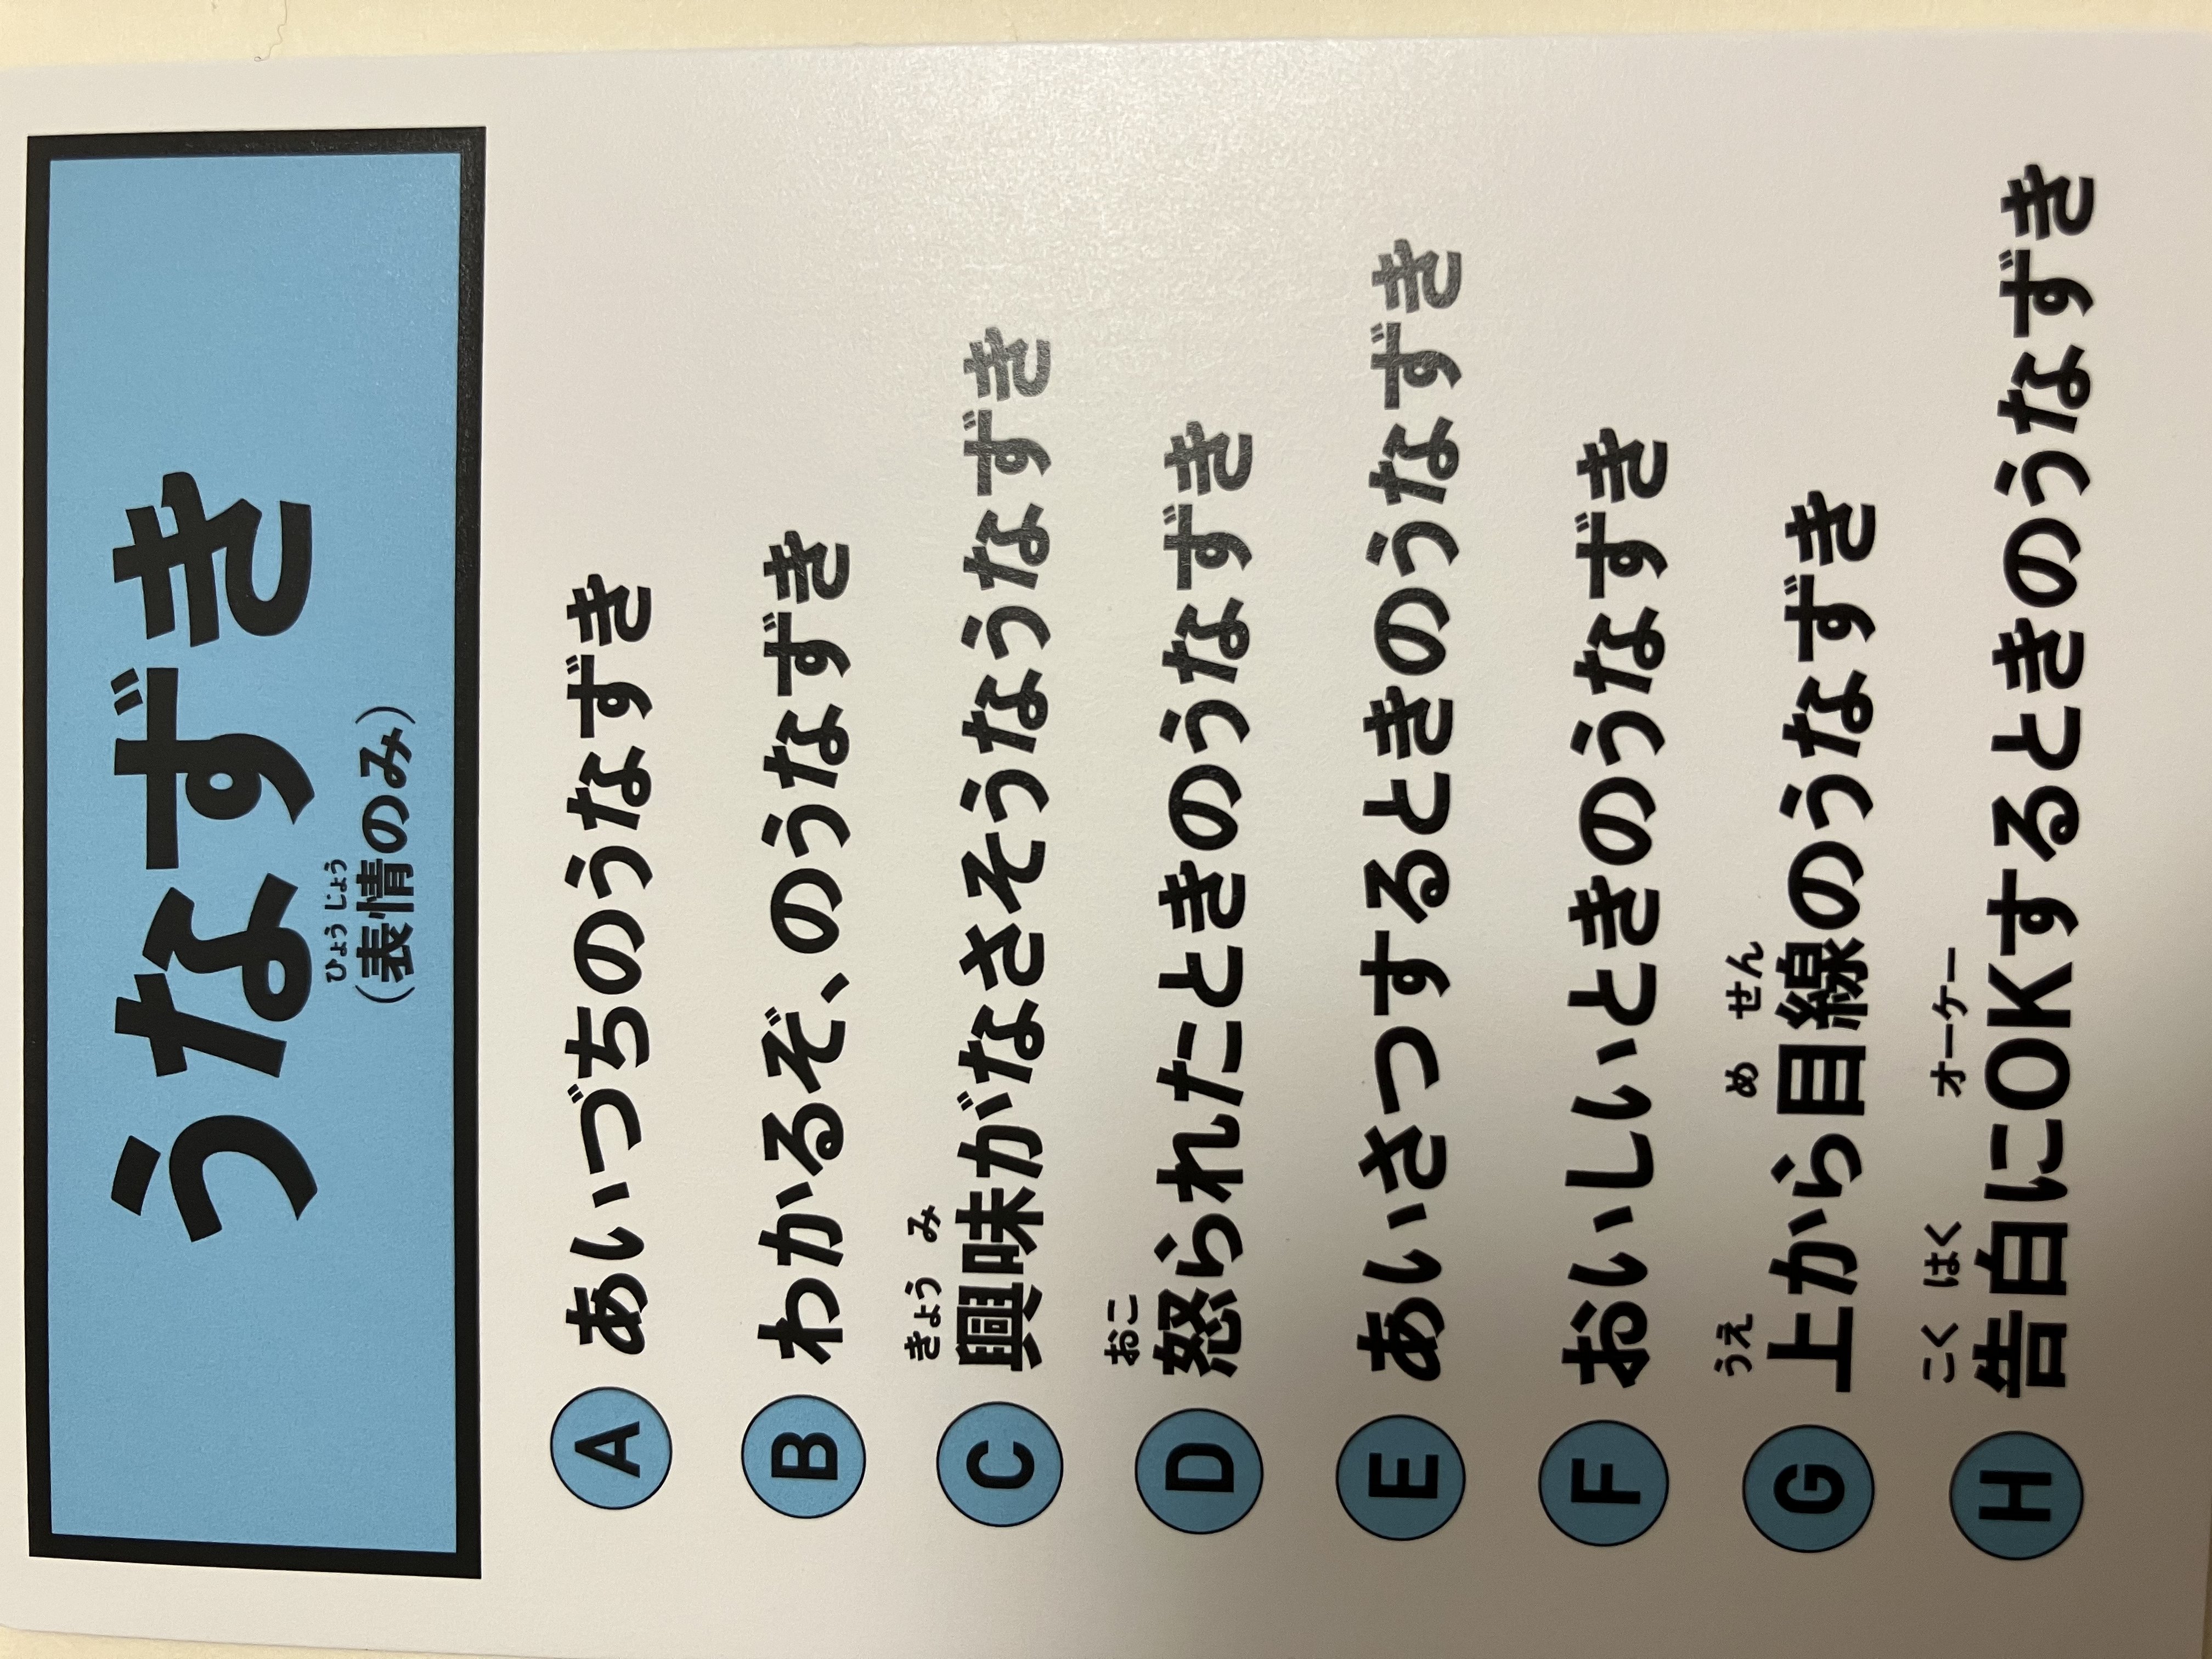 うなずき
ひょう じょう
(表情のみ)
A あいづちのうなずき
B わかるぞ、のうなずき
きょう み
C 興味がなさそうなうなずき
おこ
D 怒られたときのうなずき
E あいさつするときのうなずき
F おいしいときのうなずき
うえ め せん
G 上から目線のうなずき
こく はく オーケー
H 告白にOKするときのうなずき